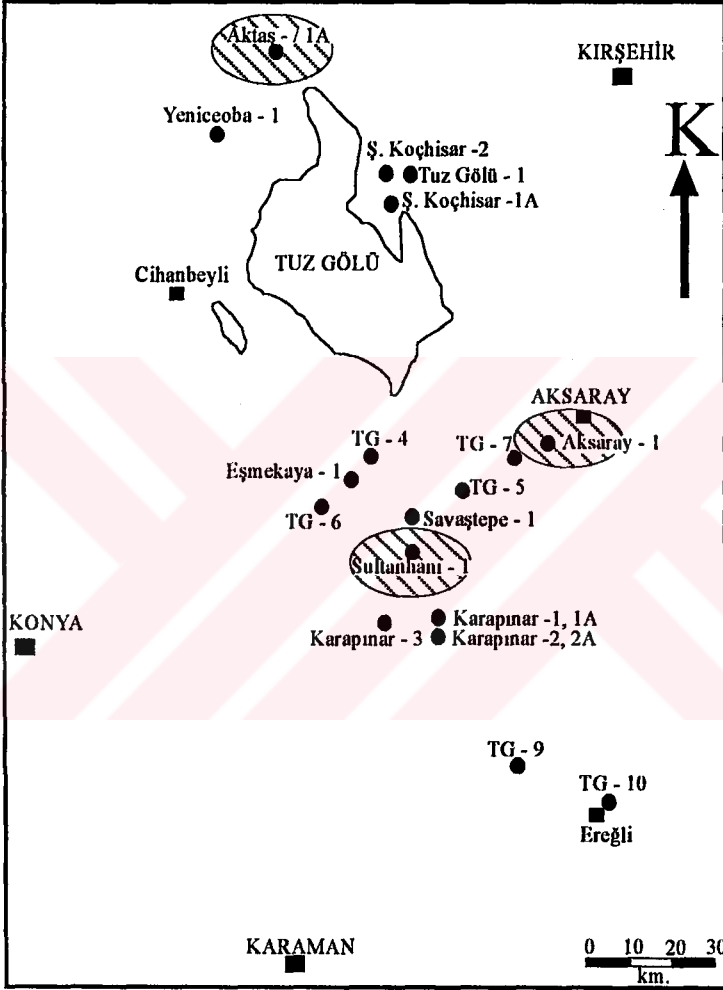 Aktaş - / 1A
KIRŞEHİR
Yeniceoba - 1
K
Ş. Koçhisar -2
Tuz Gölü - 1
Ş. Koçhisar -1A
TUZ GÖLÜ
Cihanbeyli
AKSARAY
TG - 4
TG - 7
Aksaray - 1
Eşmekaya - 1
TG - 5
TG - 6
Savaştepe - 1
Sultanhanı - 1
KONYA
Karapınar -1, 1A
Karapınar - 3
Karapınar -2, 2A
TG - 9
TG - 10
Ereğli
KARAMAN
0 10 20 30
km.